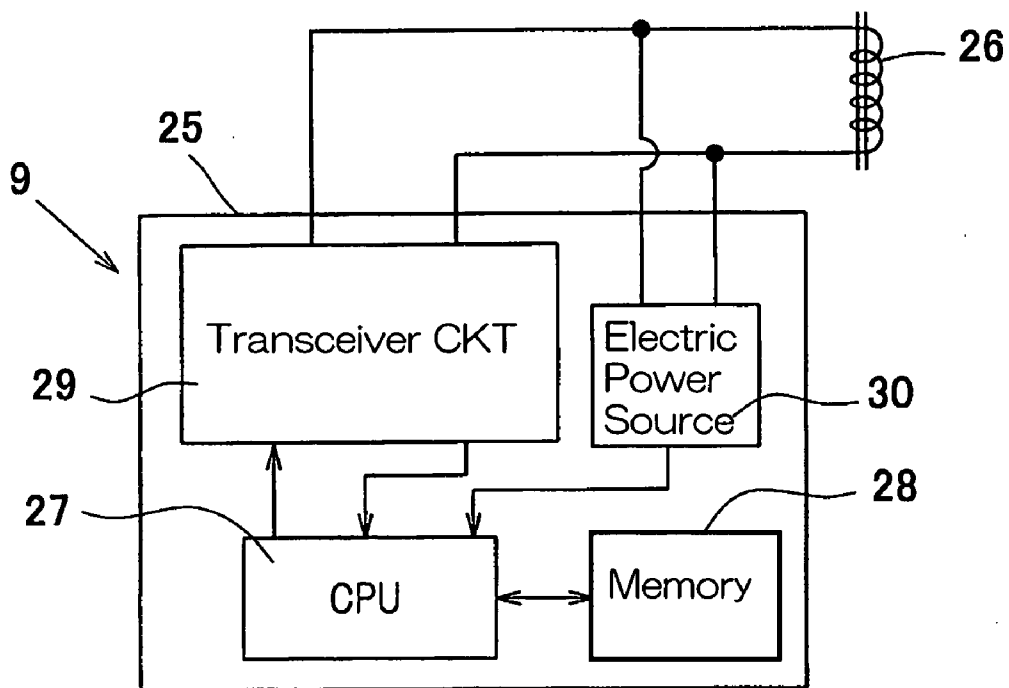 26
25
9
Transceiver CKT
Electric
Power
Source
29
30
28
27
CPU
Memory